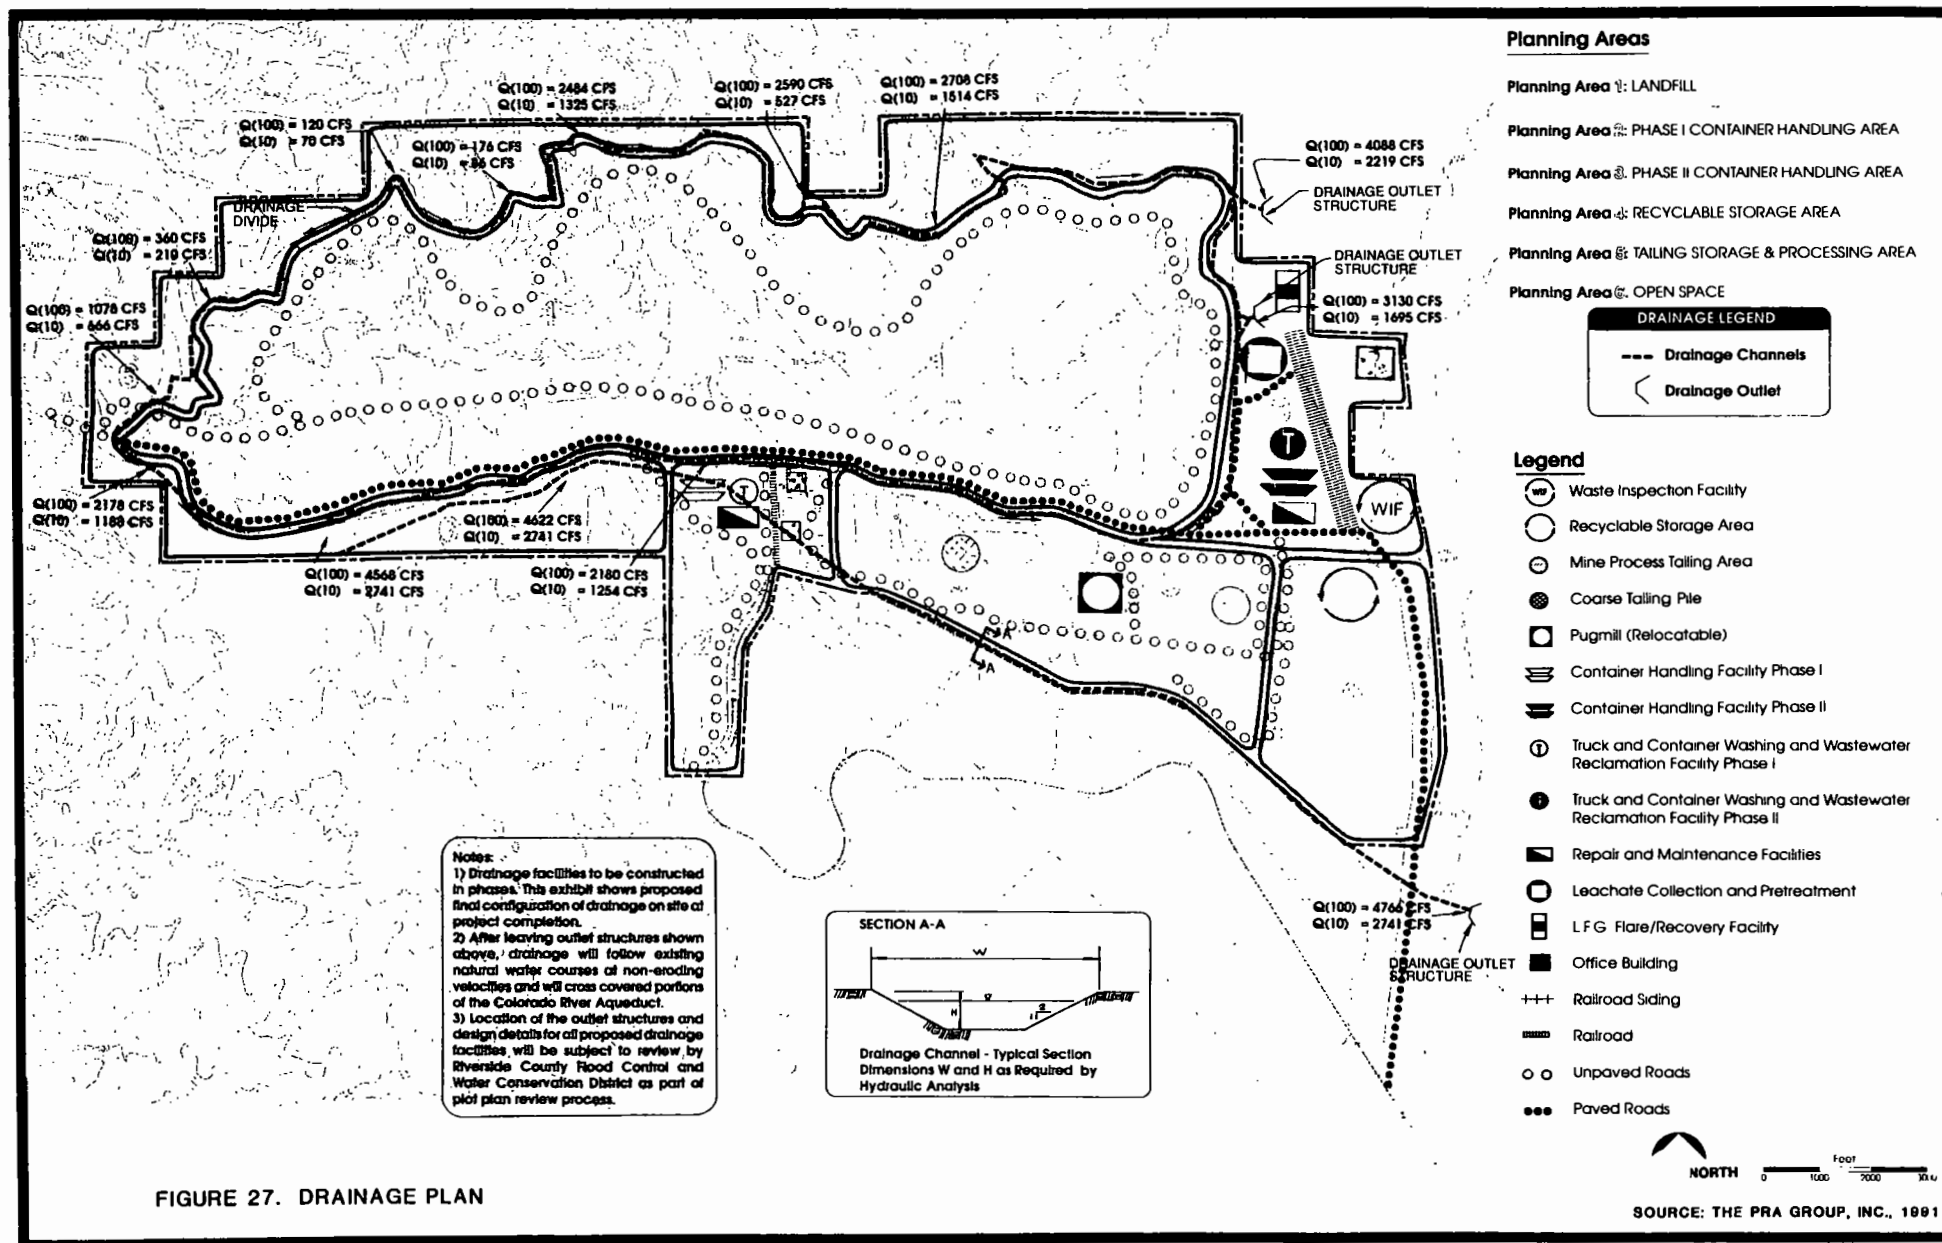 Planning Areas
Planning Area 1: LANDFILL
Planning Area 2: PHASE I CONTAINER HANDLING AREA
Planning Area 3: PHASE II CONTAINER HANDLING AREA
Planning Area 4: RECYCLABLE STORAGE AREA
Planning Area 5: TAILING STORAGE & PROCESSING AREA
Planning Area 6: OPEN SPACE
DRAINAGE LEGEND
Drainage Channels
Drainage Outlet
Legend
WIF Waste Inspection Facility
Recyclable Storage Area
Mine Process Tailing Area
Coarse Tailing Pile
Pugmill (Relocatable)
Container Handling Facility Phase I
Container Handling Facility Phase II
T Truck and Container Washing and Wastewater
Reclamation Facility Phase I
T Truck and Container Washing and Wastewater
Reclamation Facility Phase II
Repair and Maintenance Facilities
Leachate Collection and Pretreatment
L F G Flare/Recovery Facility
Office Building
Railroad Siding
Railroad
Unpaved Roads
Paved Roads
NORTH
Feet
0 1000 2000
SOURCE: THE PRA GROUP, INC., 1991
Q(100) = 2484 CFS
Q(10) = 1325 CFS
Q(100) = 2590 CFS
Q(10) = 527 CFS
Q(100) = 2708 CFS
Q(10) = 1514 CFS
Q(100) = 120 CFS
Q(10) = 78 CFS
Q(100) = 176 CFS
Q(10) = 86 CFS
Q(100) = 4088 CFS
Q(10) = 2219 CFS
DRAINAGE OUTLET
STRUCTURE
DRAINAGE
DIVIDE
Q(100) = 360 CFS
Q(10) = 210 CFS
DRAINAGE OUTLET
STRUCTURE
Q(100) = 3130 CFS
Q(10) = 1695 CFS
Q(100) = 1078 CFS
Q(10) = 666 CFS
T
WIF
Q(100) = 2178 CFS
Q(10) = 1188 CFS
T
Q(100) = 4622 CFS
Q(10) = 2741 CFS
Q(100) = 4568 CFS
Q(10) = 2741 CFS
Q(100) = 2180 CFS
Q(10) = 1254 CFS
A
A
Q(100) = 4766 CFS
Q(10) = 2741 CFS
DRAINAGE OUTLET
STRUCTURE
Notes:
1) Drainage facilities to be constructed
in phases. This exhibit shows proposed
final configuration of drainage on site at
project completion.
2) After leaving outlet structures shown
above, drainage will follow existing
natural water courses at non-eroding
velocities and will cross covered portions
of the Colorado River Aqueduct.
3) Location of the outlet structures and
design details for all proposed drainage
facilities will be subject to review by
Riverside County Flood Control and
Water Conservation District as part of
plot plan review process.
SECTION A-A
W
H
1
2
Drainage Channel - Typical Section
Dimensions W and H as Required by
Hydraulic Analysis
FIGURE 27. DRAINAGE PLAN